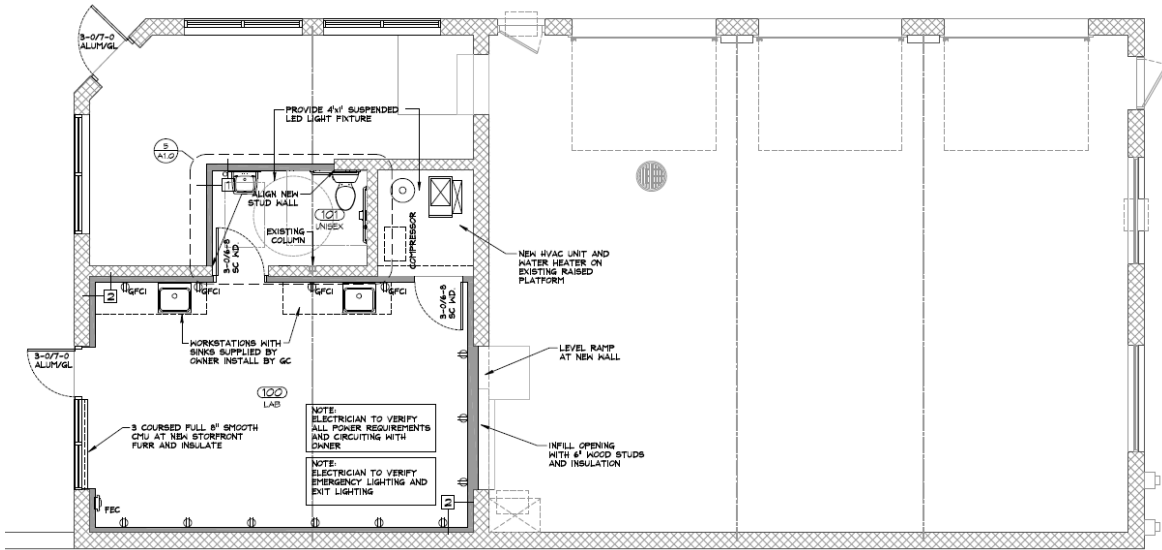 3-0/7-0
ALUM/GL
PROVIDE 4'x1' SUSPENDED
LED LIGHT FIXTURE
5
A1.0
1
ALIGN NEW
STUD WALL
101
UNISEX
EXISTING
COLUMN
COMPRESSOR
3-0/6-8
SC WD.
NEW HVAC UNIT AND
WATER HEATER ON
EXISTING RAISED
PLATFORM
2
GFCI
GFCI
GFCI
GFCI
3-0/6-8
SC WD.
WORKSTATIONS WITH
SINKS SUPPLIED BY
OWNER INSTALL BY GC
3-0/7-0
ALUM/GL
LEVEL RAMP
AT NEW WALL
100
LAB
3 COURSED FULL 8" SMOOTH
CMU AT NEW STORFRONT
FURR AND INSULATE
NOTE:
ELECTRICIAN TO VERIFY
ALL POWER REQUIREMENTS
AND CIRCUITING WITH
OWNER
INFILL OPENING
WITH 6" WOOD STUDS
AND INSULATION
NOTE:
ELECTRICIAN TO VERIFY
EMERGENCY LIGHTING AND
EXIT LIGHTING
FEC
2